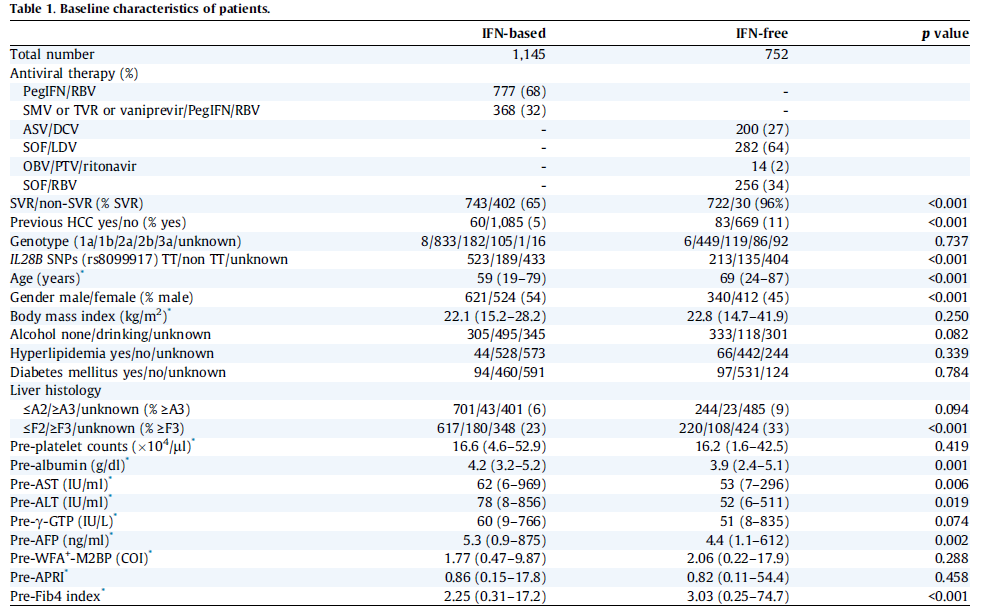 Table 1. Baseline characteristics of patients.
IFN-based IFN-free p value
Total number 1,145 752
Antiviral therapy (%)
PegIFN/RBV 777 (68) -
SMV or TVR or vaniprevir/PegIFN/RBV 368 (32) -
ASV/DCV - 200 (27)
SOF/LDV - 282 (64)
OBV/PTV/ritonavir - 14 (2)
SOF/RBV - 256 (34)
SVR/non-SVR (% SVR) 743/402 (65) 722/30 (96%) <0.001
Previous HCC yes/no (% yes) 60/1,085 (5) 83/669 (11) <0.001
Genotype (1a/1b/2a/2b/3a/unknown) 8/833/182/105/1/16 6/449/119/86/92 0.737
IL28B SNPs (rs8099917) TT/non TT/unknown 523/189/433 213/135/404 <0.001
Age (years)* 59 (19–79) 69 (24–87) <0.001
Gender male/female (% male) 621/524 (54) 340/412 (45) <0.001
Body mass index (kg/m²)* 22.1 (15.2–28.2) 22.8 (14.7–41.9) 0.250
Alcohol none/drinking/unknown 305/495/345 333/118/301 0.082
Hyperlipidemia yes/no/unknown 44/528/573 66/442/244 0.339
Diabetes mellitus yes/no/unknown 94/460/591 97/531/124 0.784
Liver histology
≤A2/≥A3/unknown (% ≥A3) 701/43/401 (6) 244/23/485 (9) 0.094
≤F2/≥F3/unknown (% ≥F3) 617/180/348 (23) 220/108/424 (33) <0.001
Pre-platelet counts (×10⁴/μl)* 16.6 (4.6–52.9) 16.2 (1.6–42.5) 0.419
Pre-albumin (g/dl)* 4.2 (3.2–5.2) 3.9 (2.4–5.1) 0.001
Pre-AST (IU/ml)* 62 (6–969) 53 (7–296) 0.006
Pre-ALT (IU/ml)* 78 (8–856) 52 (6–511) 0.019
Pre-γ-GTP (IU/L)* 60 (9–766) 51 (8–835) 0.074
Pre-AFP (ng/ml)* 5.3 (0.9–875) 4.4 (1.1–612) 0.002
Pre-WFA⁺-M2BP (COI)* 1.77 (0.47–9.87) 2.06 (0.22–17.9) 0.288
Pre-APRI* 0.86 (0.15–17.8) 0.82 (0.11–54.4) 0.458
Pre-Fib4 index* 2.25 (0.31–17.2) 3.03 (0.25–74.7) <0.001